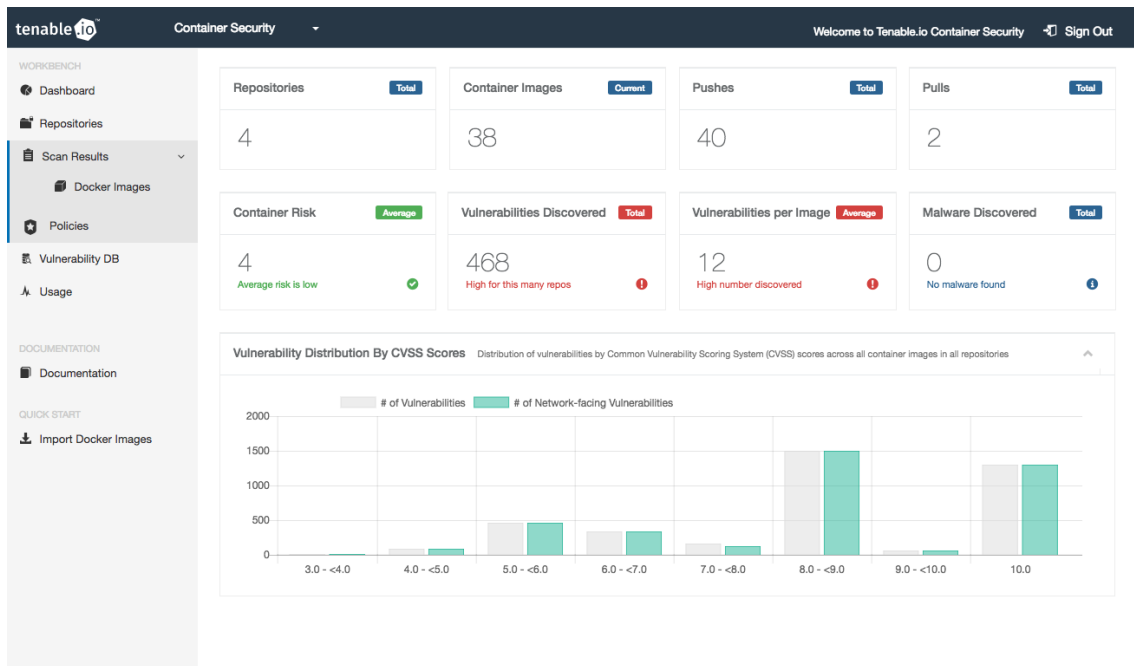 tenable.io™ Container Security Welcome to Tenable.io Container Security Sign Out
WORKBENCH
Dashboard
Repositories
Scan Results
Docker Images
Policies
Vulnerability DB
Usage
DOCUMENTATION
Documentation
QUICK START
Import Docker Images
Repositories Total
4
Container Images Current
38
Pushes Total
40
Pulls Total
2
Container Risk Average
4
Average risk is low
Vulnerabilities Discovered Total
468
High for this many repos
Vulnerabilities per Image Average
12
High number discovered
Malware Discovered Total
0
No malware found
Vulnerability Distribution By CVSS Scores Distribution of vulnerabilities by Common Vulnerability Scoring System (CVSS) scores across all container images in all repositories
# of Vulnerabilities # of Network-facing Vulnerabilities
2000
1500
1000
500
0
3.0 - <4.0 4.0 - <5.0 5.0 - <6.0 6.0 - <7.0 7.0 - <8.0 8.0 - <9.0 9.0 - <10.0 10.0